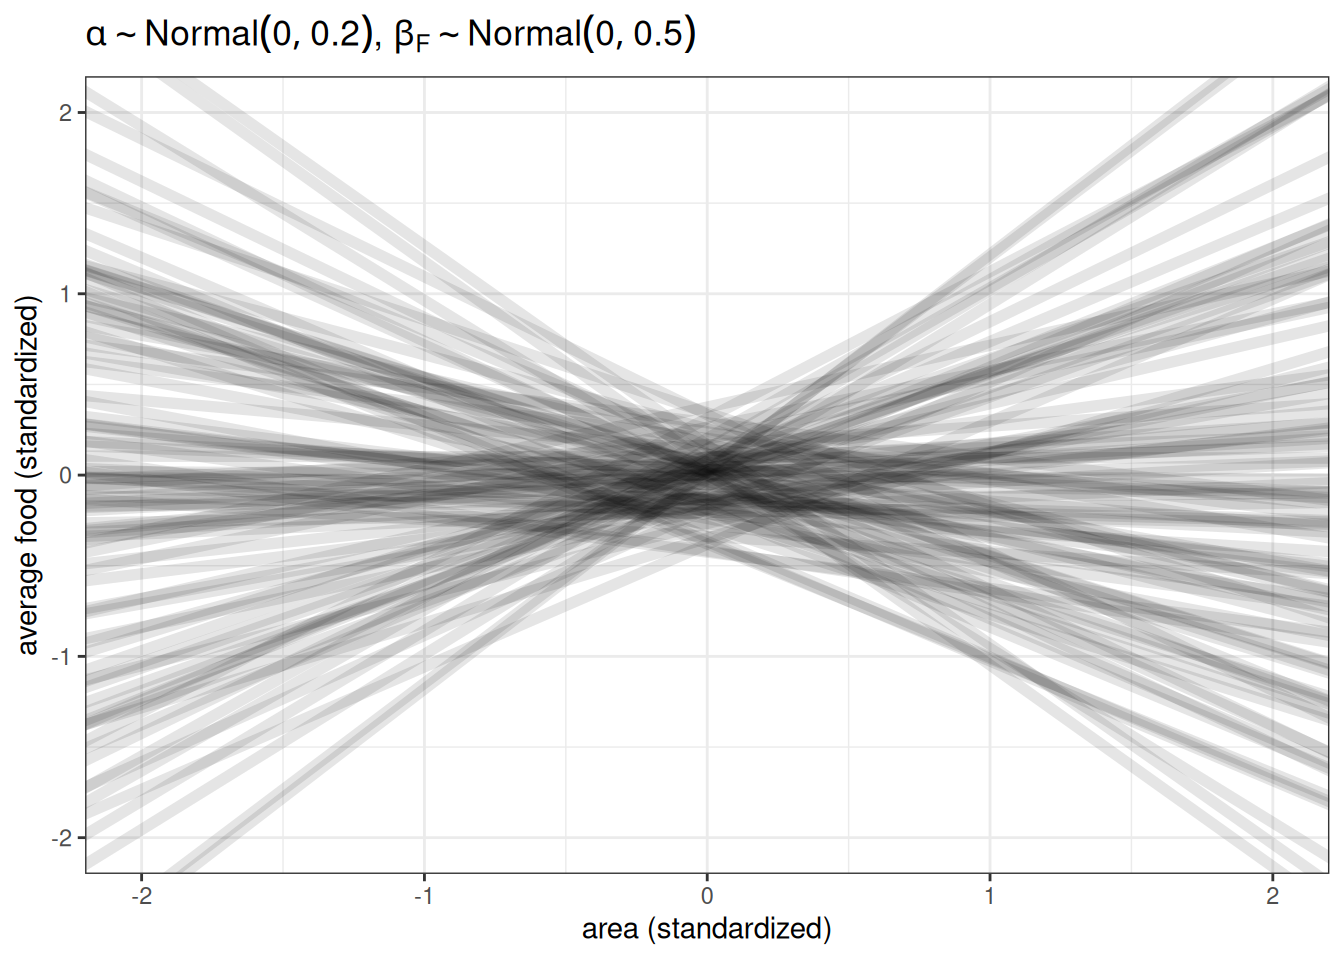 α ~ Normal(0, 0.2), βF ~ Normal(0, 0.5)
average food (standardized)
2
1
0
-1
-2
-2 -1 0 1 2
area (standardized)